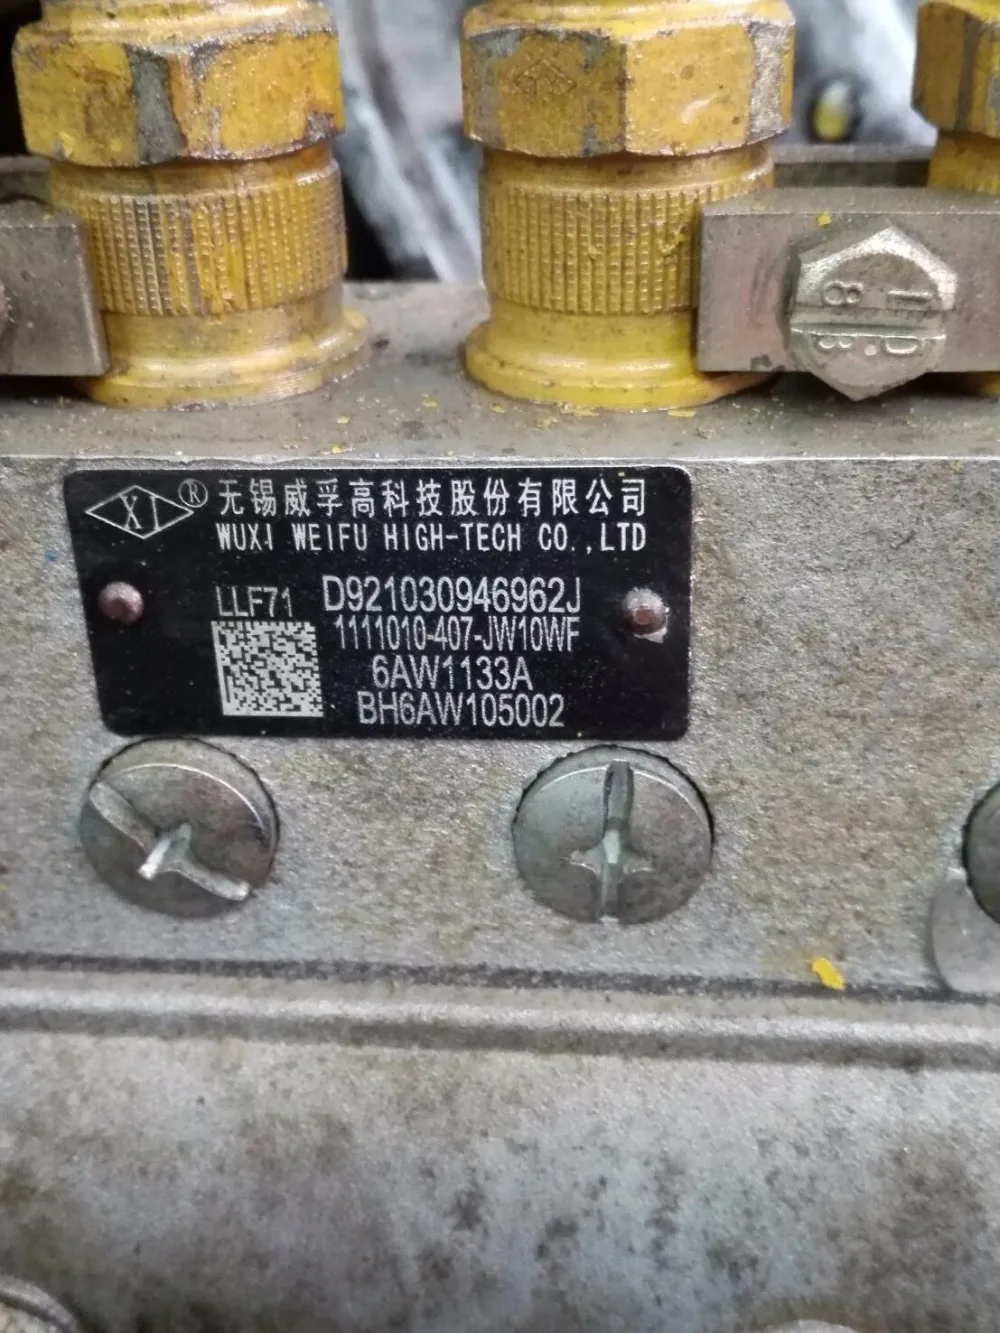 XI ® 无锡威孚高科技股份有限公司
WUXI WEIFU HIGH-TECH CO.,LTD
LLF71 D921030946962J
1111010-407-JW10WF
6AW1133A
BH6AW105002